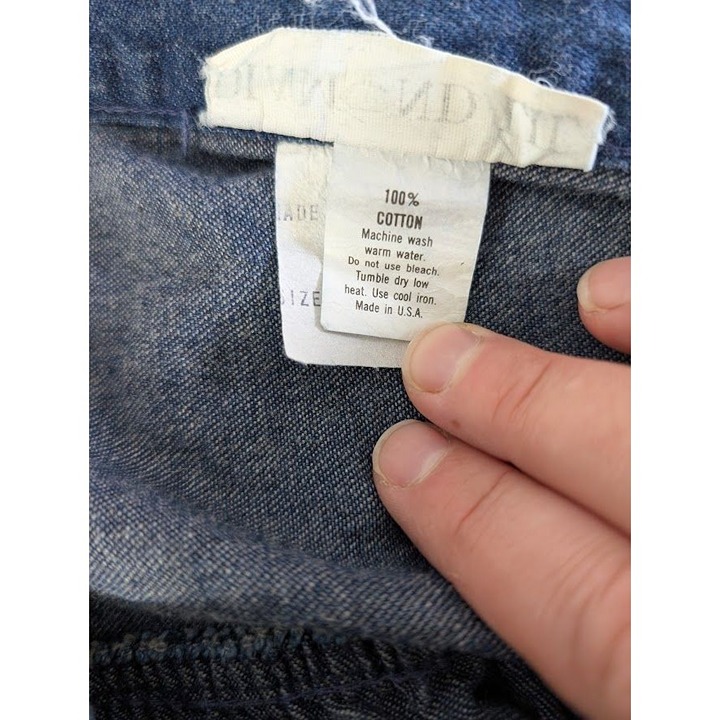 100%
COTTON
Machine wash
warm water.
Do not use bleach.
Tumble dry low
heat. Use cool iron.
Made in U.S.A.
SIZE